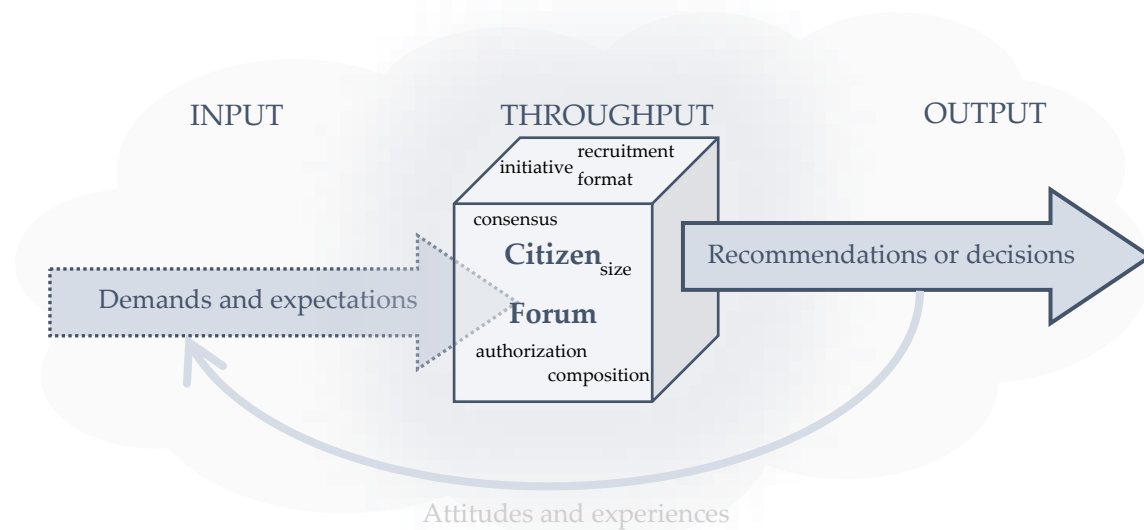 INPUT
THROUGHPUT
OUTPUT
recruitment
initiative
format
consensus
Citizen
size
Forum
authorization
composition
Demands and expectations
Recommendations or decisions
Attitudes and experiences